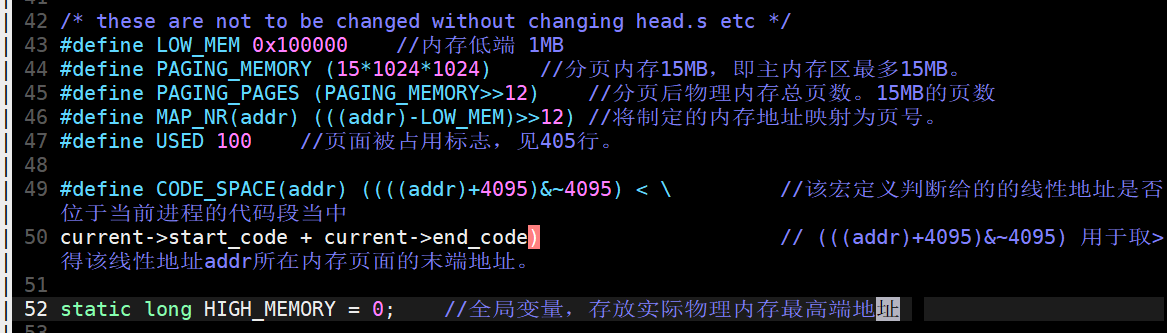 42 /* these are not to be changed without changing head.s etc */
43 #define LOW_MEM 0x100000    //内存低端 1MB
44 #define PAGING_MEMORY (15*1024*1024)    //分页内存15MB，即主内存区最多15MB。
45 #define PAGING_PAGES (PAGING_MEMORY>>12)    //分页后物理内存总页数。15MB的页数
46 #define MAP_NR(addr) (((addr)-LOW_MEM)>>12) //将制定的内存地址映射为页号。
47 #define USED 100    //页面被占用标志，见405行。
48
49 #define CODE_SPACE(addr) ((((addr)+4095)&~4095) < \         //该宏定义判断给的的线性地址是否
位于当前进程的代码段当中
50 current->start_code + current->end_code)                    // (((addr)+4095)&~4095) 用于取>
得该线性地址addr所在内存页面的末端地址。
51
52 static long HIGH_MEMORY = 0;    //全局变量，存放实际物理内存最高端地址